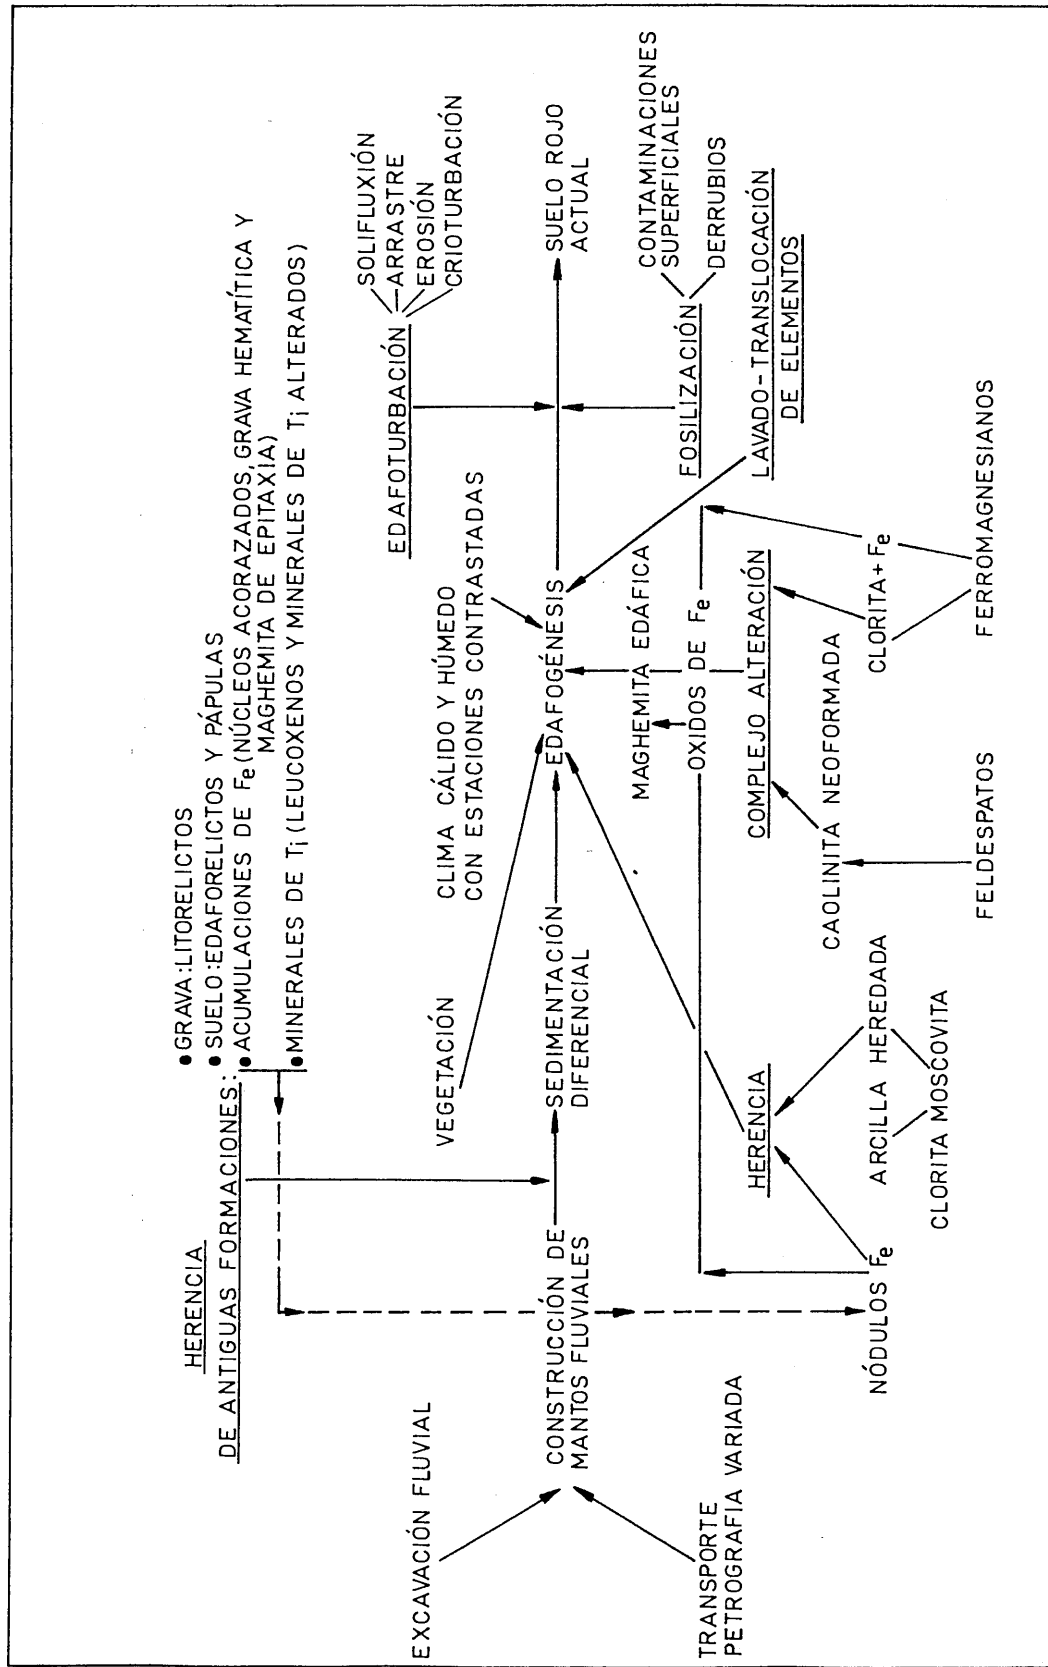 HERENCIA
DE ANTIGUAS FORMACIONES:
● GRAVA:LITORELICTOS
● SUELO:EDAFORELICTOS Y PÁPULAS
● ACUMULACIONES DE Fe (NÚCLEOS ACORAZADOS, GRAVA HEMATÍTICA Y
MAGHEMITA DE EPITAXIA)
● MINERALES DE Ti (LEUCOXENOS Y MINERALES DE Ti ALTERADOS)
EXCAVACIÓN FLUVIAL
VEGETACIÓN
CLIMA CÁLIDO Y HÚMEDO
CON ESTACIONES CONTRASTADAS
EDAFOTURBACIÓN
SOLIFLUXIÓN
ARRASTRE
EROSIÓN
CRIOTURBACIÓN
CONSTRUCCIÓN DE
MANTOS FLUVIALES
SEDIMENTACIÓN
DIFERENCIAL
EDAFOGÉNESIS
SUELO ROJO
ACTUAL
TRANSPORTE
PETROGRAFIA VARIADA
MAGHEMITA EDÁFICA
OXIDOS DE Fe
FOSILIZACIÓN
CONTAMINACIONES
SUPERFICIALES
DERRUBIOS
HERENCIA
COMPLEJO ALTERACIÓN
LAVADO-TRANSLOCACIÓN
DE ELEMENTOS
NÓDULOS Fe
ARCILLA HEREDADA
CLORITA MOSCOVITA
CAOLINITA NEOFORMADA
CLORITA+Fe
FELDESPATOS
FERROMAGNESIANOS